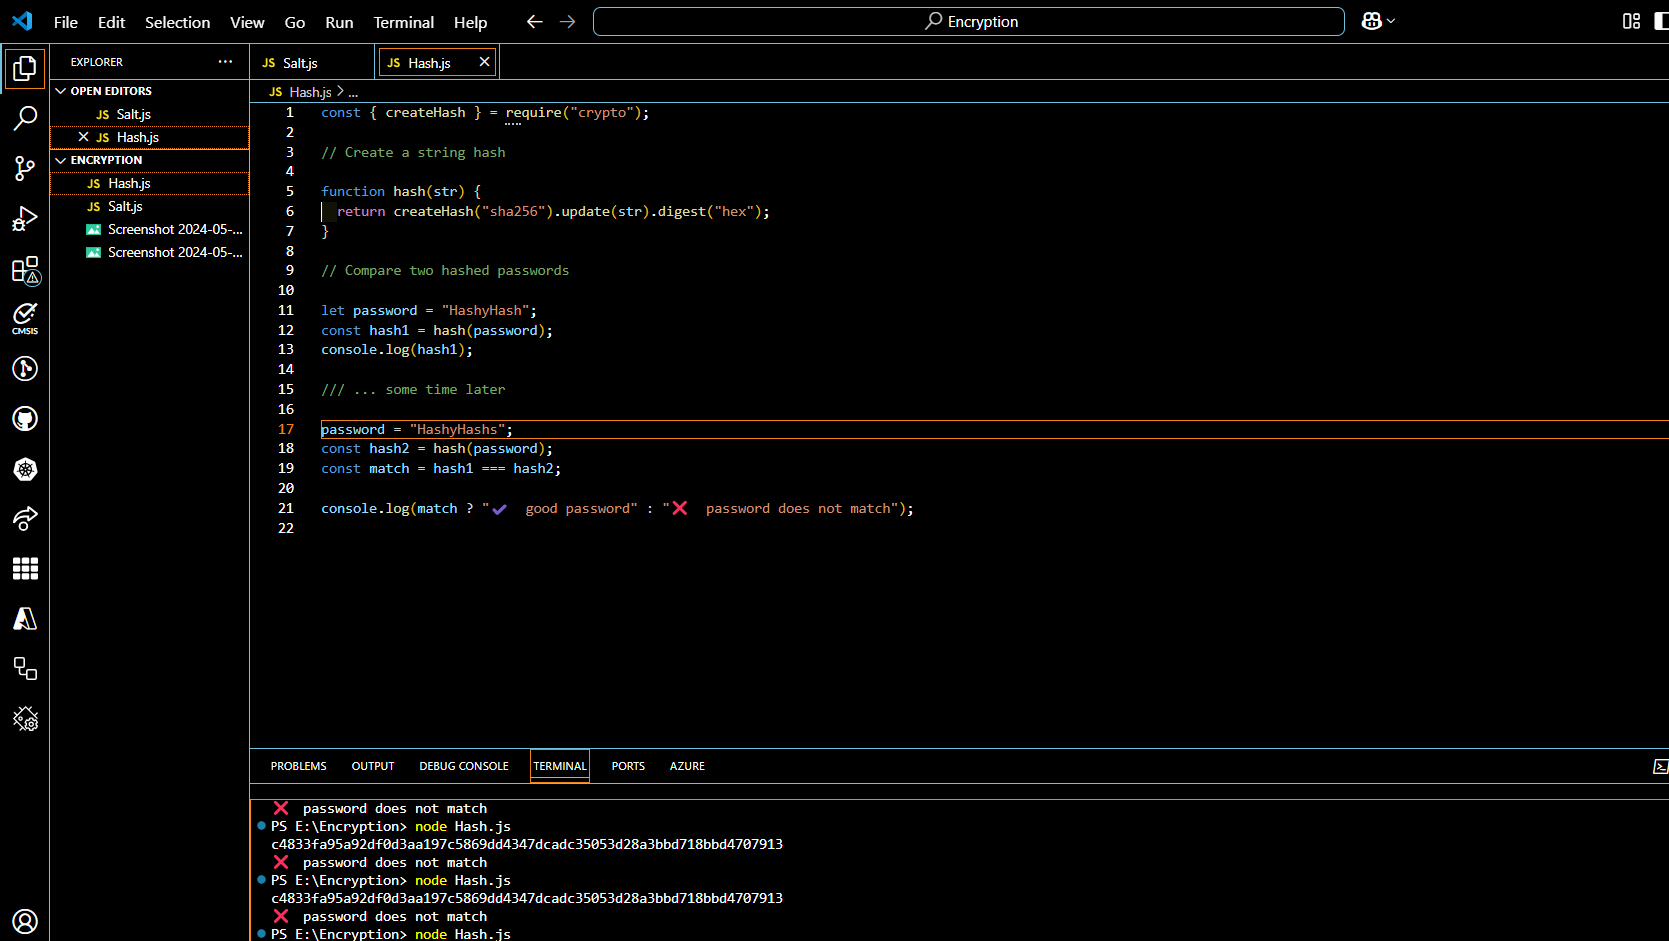 File Edit Selection View Go Run Terminal Help Encryption
EXPLORER ...
OPEN EDITORS
JS Salt.js
JS Hash.js
ENCRYPTION
JS Hash.js
JS Salt.js
Screenshot 2024-05-...
Screenshot 2024-05-...
CMSIS
JS Salt.js JS Hash.js
JS Hash.js > ...
1 const { createHash } = require("crypto");
2
3 // Create a string hash
4
5 function hash(str) {
6 return createHash("sha256").update(str).digest("hex");
7 }
8
9 // Compare two hashed passwords
10
11 let password = "HashyHash";
12 const hash1 = hash(password);
13 console.log(hash1);
14
15 /// ... some time later
16
17 password = "HashyHashs";
18 const hash2 = hash(password);
19 const match = hash1 === hash2;
20
21 console.log(match ? "✔ good password" : "❌ password does not match");
22
PROBLEMS OUTPUT DEBUG CONSOLE TERMINAL PORTS AZURE
❌ password does not match
PS E:\Encryption> node Hash.js
c4833fa95a92df0d3aa197c5869dd4347dcadc35053d28a3bbd718bbd4707913
❌ password does not match
PS E:\Encryption> node Hash.js
c4833fa95a92df0d3aa197c5869dd4347dcadc35053d28a3bbd718bbd4707913
❌ password does not match
PS E:\Encryption> node Hash.js